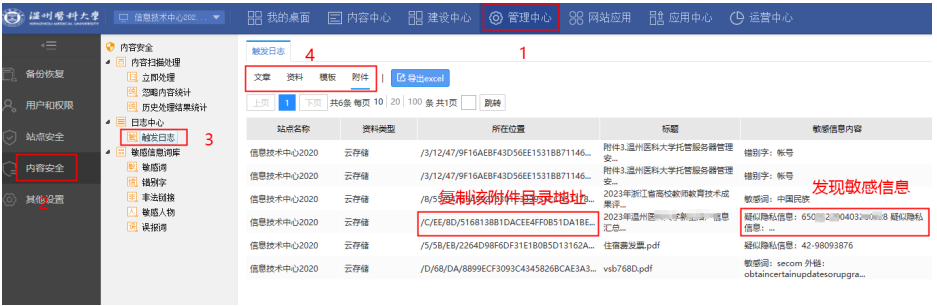 温州医科大学
信息技术中心202... 我的桌面 内容中心 建设中心 管理中心 网站应用 应用中心 运营中心
1
备份恢复
用户和权限
站点安全
内容安全
2
其他设置
内容安全
内容扫描处理
立即处理
忽略内容统计
历史处理结果统计
日志中心
触发日志
3
敏感信息词库
敏感词
错别字
非法链接
敏感人物
误报词
触发日志
4
文章 资料 模板 附件 | 导出excel
上页 1 下页 共6条 每页 10 20 100 条 共1页 跳转
站点名称 资料类型 所在位置 标题 敏感信息内容
信息技术中心2020 云存储 /3/12/47/9F16AEBF43D56EE1531BB71146... 附件3.温州医科大学托管服务器管理安... 错别字：帐号
信息技术中心2020 云存储 /3/12/47/9F16AEBF43D56EE1531BB71146... 附件3.温州医科大学托管服务器管理安... 错别字：帐号
复制该附件目录地址
发现敏感信息
信息技术中心2020 云存储 2023年浙江省高校教师教育技术成果评... 敏感词：中国民族
信息技术中心2020 云存储 /C/EE/BD/5168138B1DACEE4FF0B51DA1BE... 2023年温州医 信息汇总... 疑似隐私信息：650 疑似隐私信息：...
信息技术中心2020 云存储 /5/5B/EB/2264D98F6DF31E1B0B5D13162A... 住宿费发票.pdf 疑似隐私信息：42-98093876
信息技术中心2020 云存储 /D/68/DA/8899ECF3093C4345826BCAE3A3... vsb768D.pdf 敏感词：secom 外链：
obtaincertainupdatesorupgra...